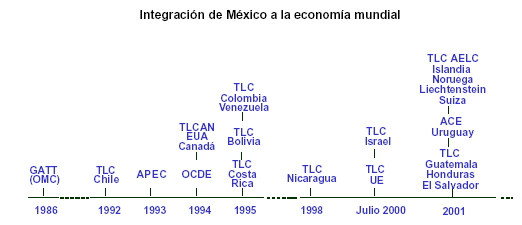 Integración de México a la economía mundial
GATT
(OMC)
1986
TLC
Chile
1992
APEC
1993
TLCAN
EUA
Canadá
OCDE
1994
TLC
Colombia
Venezuela
TLC
Bolivia
TLC
Costa
Rica
1995
TLC
Nicaragua
1998
TLC
Israel
TLC
UE
Julio 2000
TLC AELC
Islandia
Noruega
Liechtenstein
Suiza
ACE
Uruguay
TLC
Guatemala
Honduras
El Salvador
2001